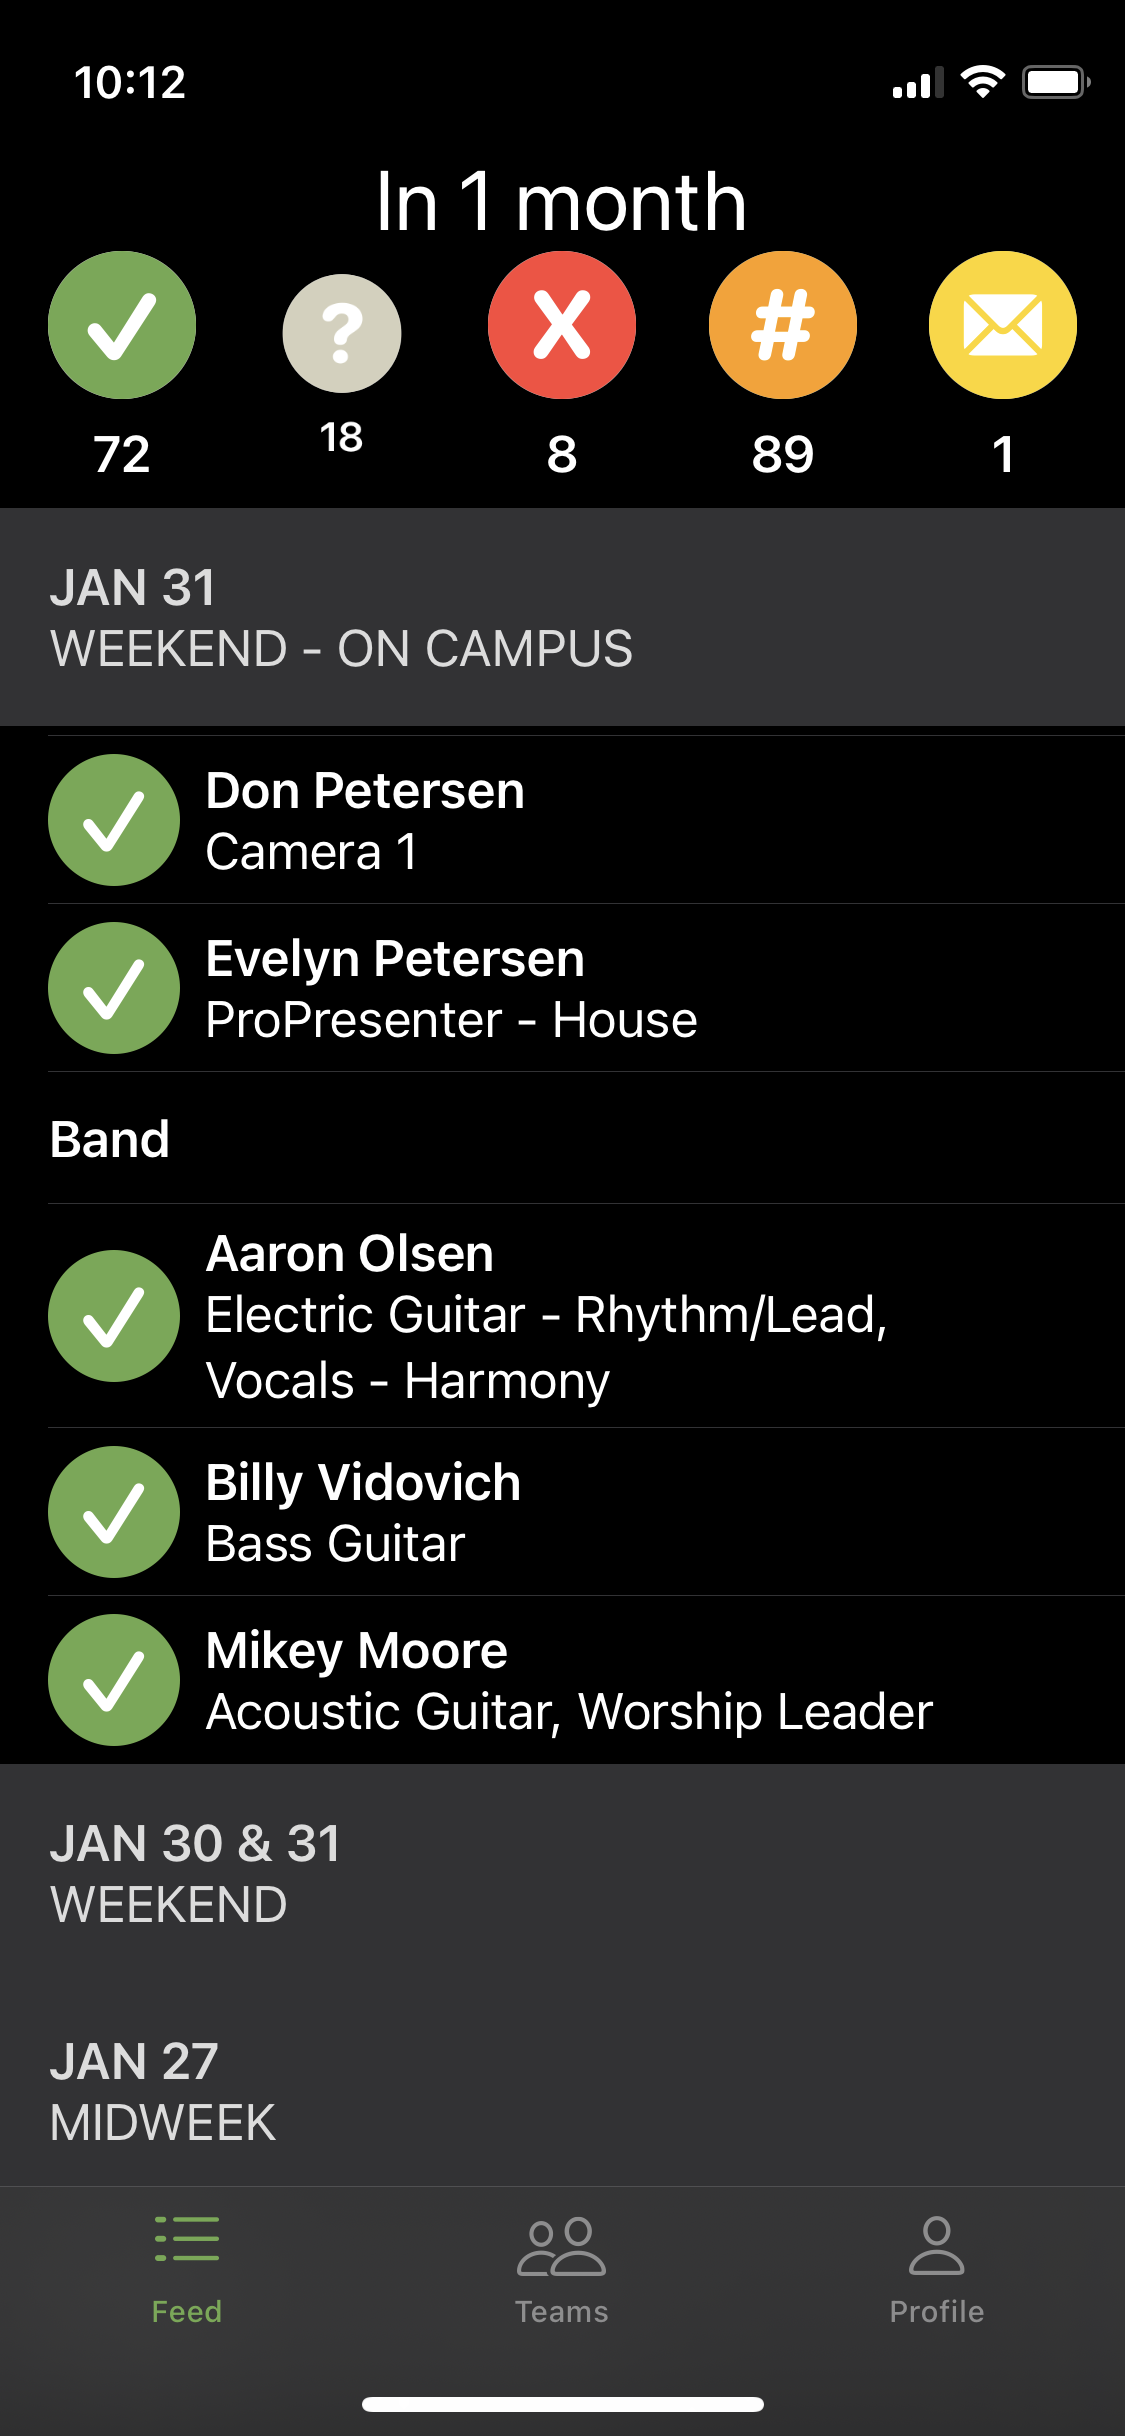 10:12
In 1 month
?
#
72
18
8
89
1
JAN 31
WEEKEND - ON CAMPUS
Don Petersen
Camera 1
Evelyn Petersen
ProPresenter - House
Band
Aaron Olsen
Electric Guitar - Rhythm/Lead,
Vocals - Harmony
Billy Vidovich
Bass Guitar
Mikey Moore
Acoustic Guitar, Worship Leader
JAN 30 & 31
WEEKEND
JAN 27
MIDWEEK
Feed
Teams
Profile